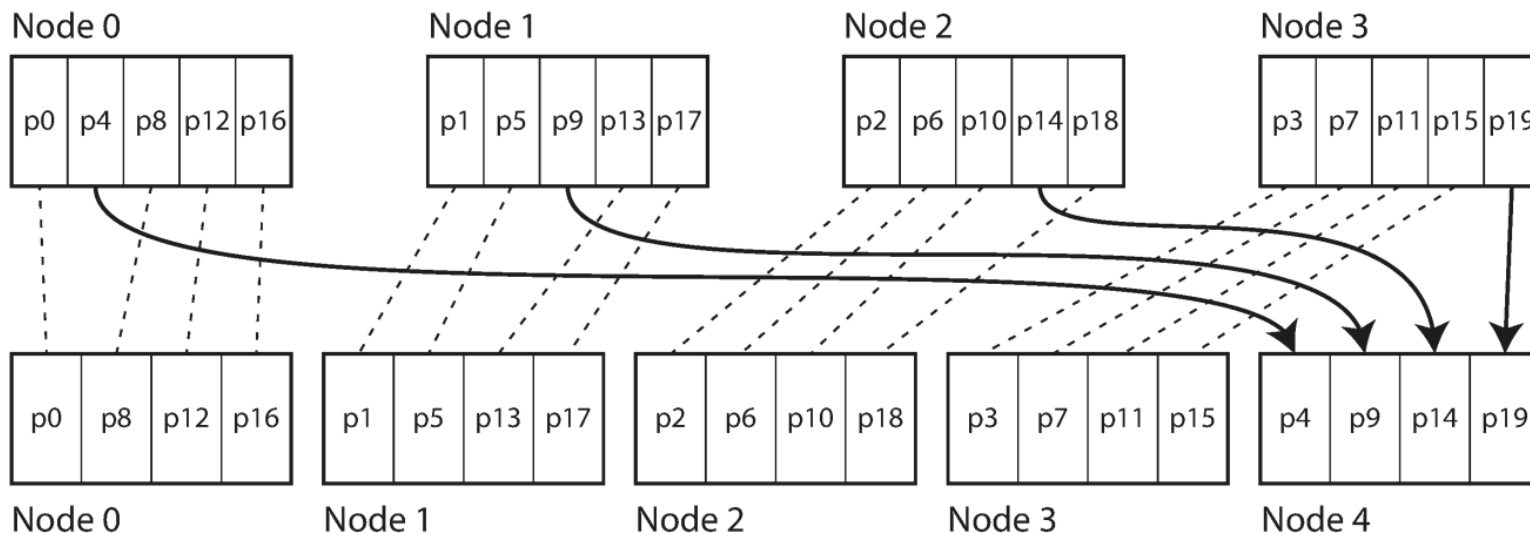 Node 0 Node 1 Node 2 Node 3
p0 p4 p8 p12 p16 p1 p5 p9 p13 p17 p2 p6 p10 p14 p18 p3 p7 p11 p15 p19
p0 p8 p12 p16 p1 p5 p13 p17 p2 p6 p10 p18 p3 p7 p11 p15 p4 p9 p14 p19
Node 0 Node 1 Node 2 Node 3 Node 4